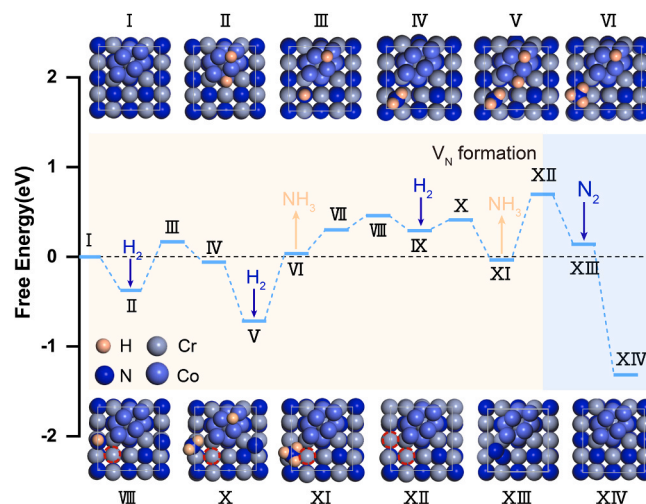 I II III IV V VI
Free Energy(eV)
2
1
0
-1
-2
V_N formation
I
H₂
II
III
IV
H₂
V
NH₃
VI
VII
VIII
H₂
IX
X
NH₃
XI
XII
N₂
XIII
XIV
H Cr
N Co
VIII X XI XII XIII XIV